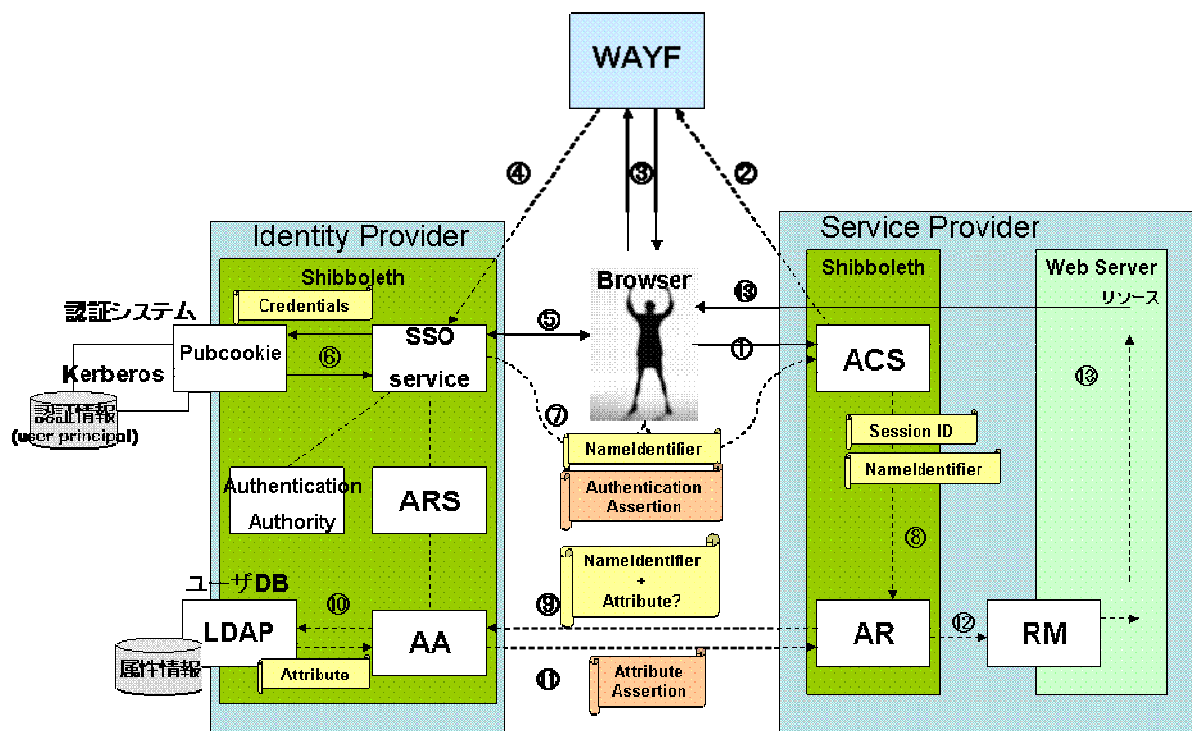 WAYF
④
③
②
Identity Provider
Service Provider
Shibboleth
Credentials
認証システム
Pubcookie
Kerberos
認証情報
(user principal)
⑥
SSO
service
⑤
Browser
⑬
①
⑦
NameIdentifier
Authentication
Assertion
Authentication
Authority
ARS
NameIdentifier
+
Attribute?
⑨
ユーザDB
LDAP
属性情報
⑩
Attribute
AA
⑪
Attribute
Assertion
Shibboleth
ACS
Session ID
NameIdentifier
⑧
AR
⑫
RM
Web Server
リソース
⑬